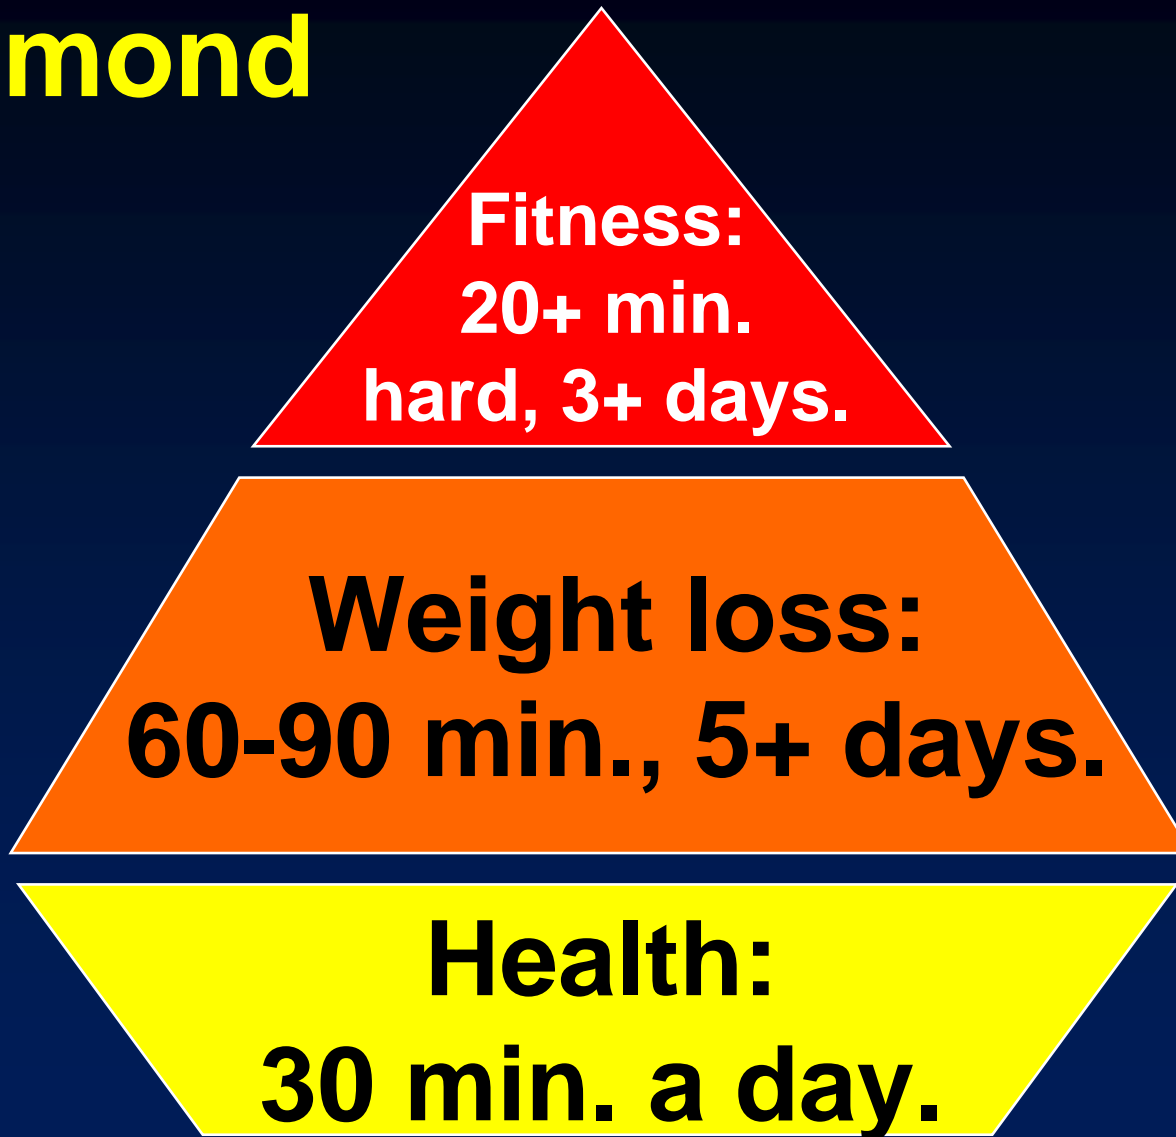 mond
Fitness:
20+ min.
hard, 3+ days.
Weight loss:
60-90 min., 5+ days.
Health:
30 min. a day.